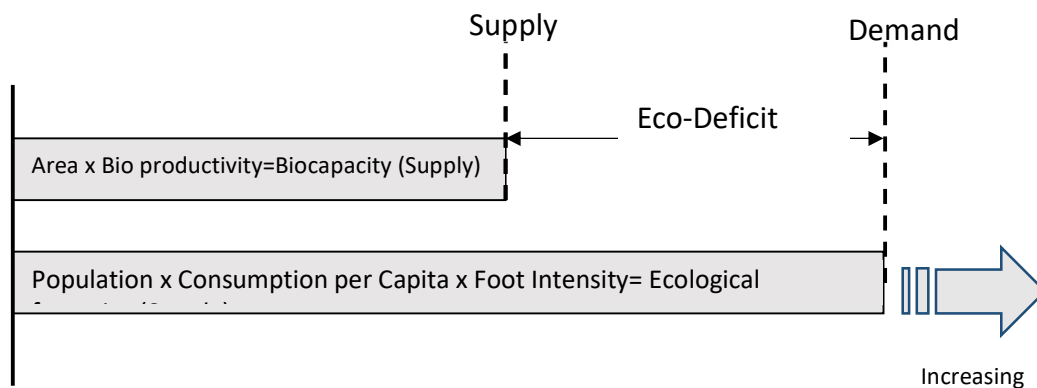 Supply
Demand
Eco-Deficit
Area x Bio productivity=Biocapacity (Supply)
Population x Consumption per Capita x Foot Intensity= Ecological
Increasing